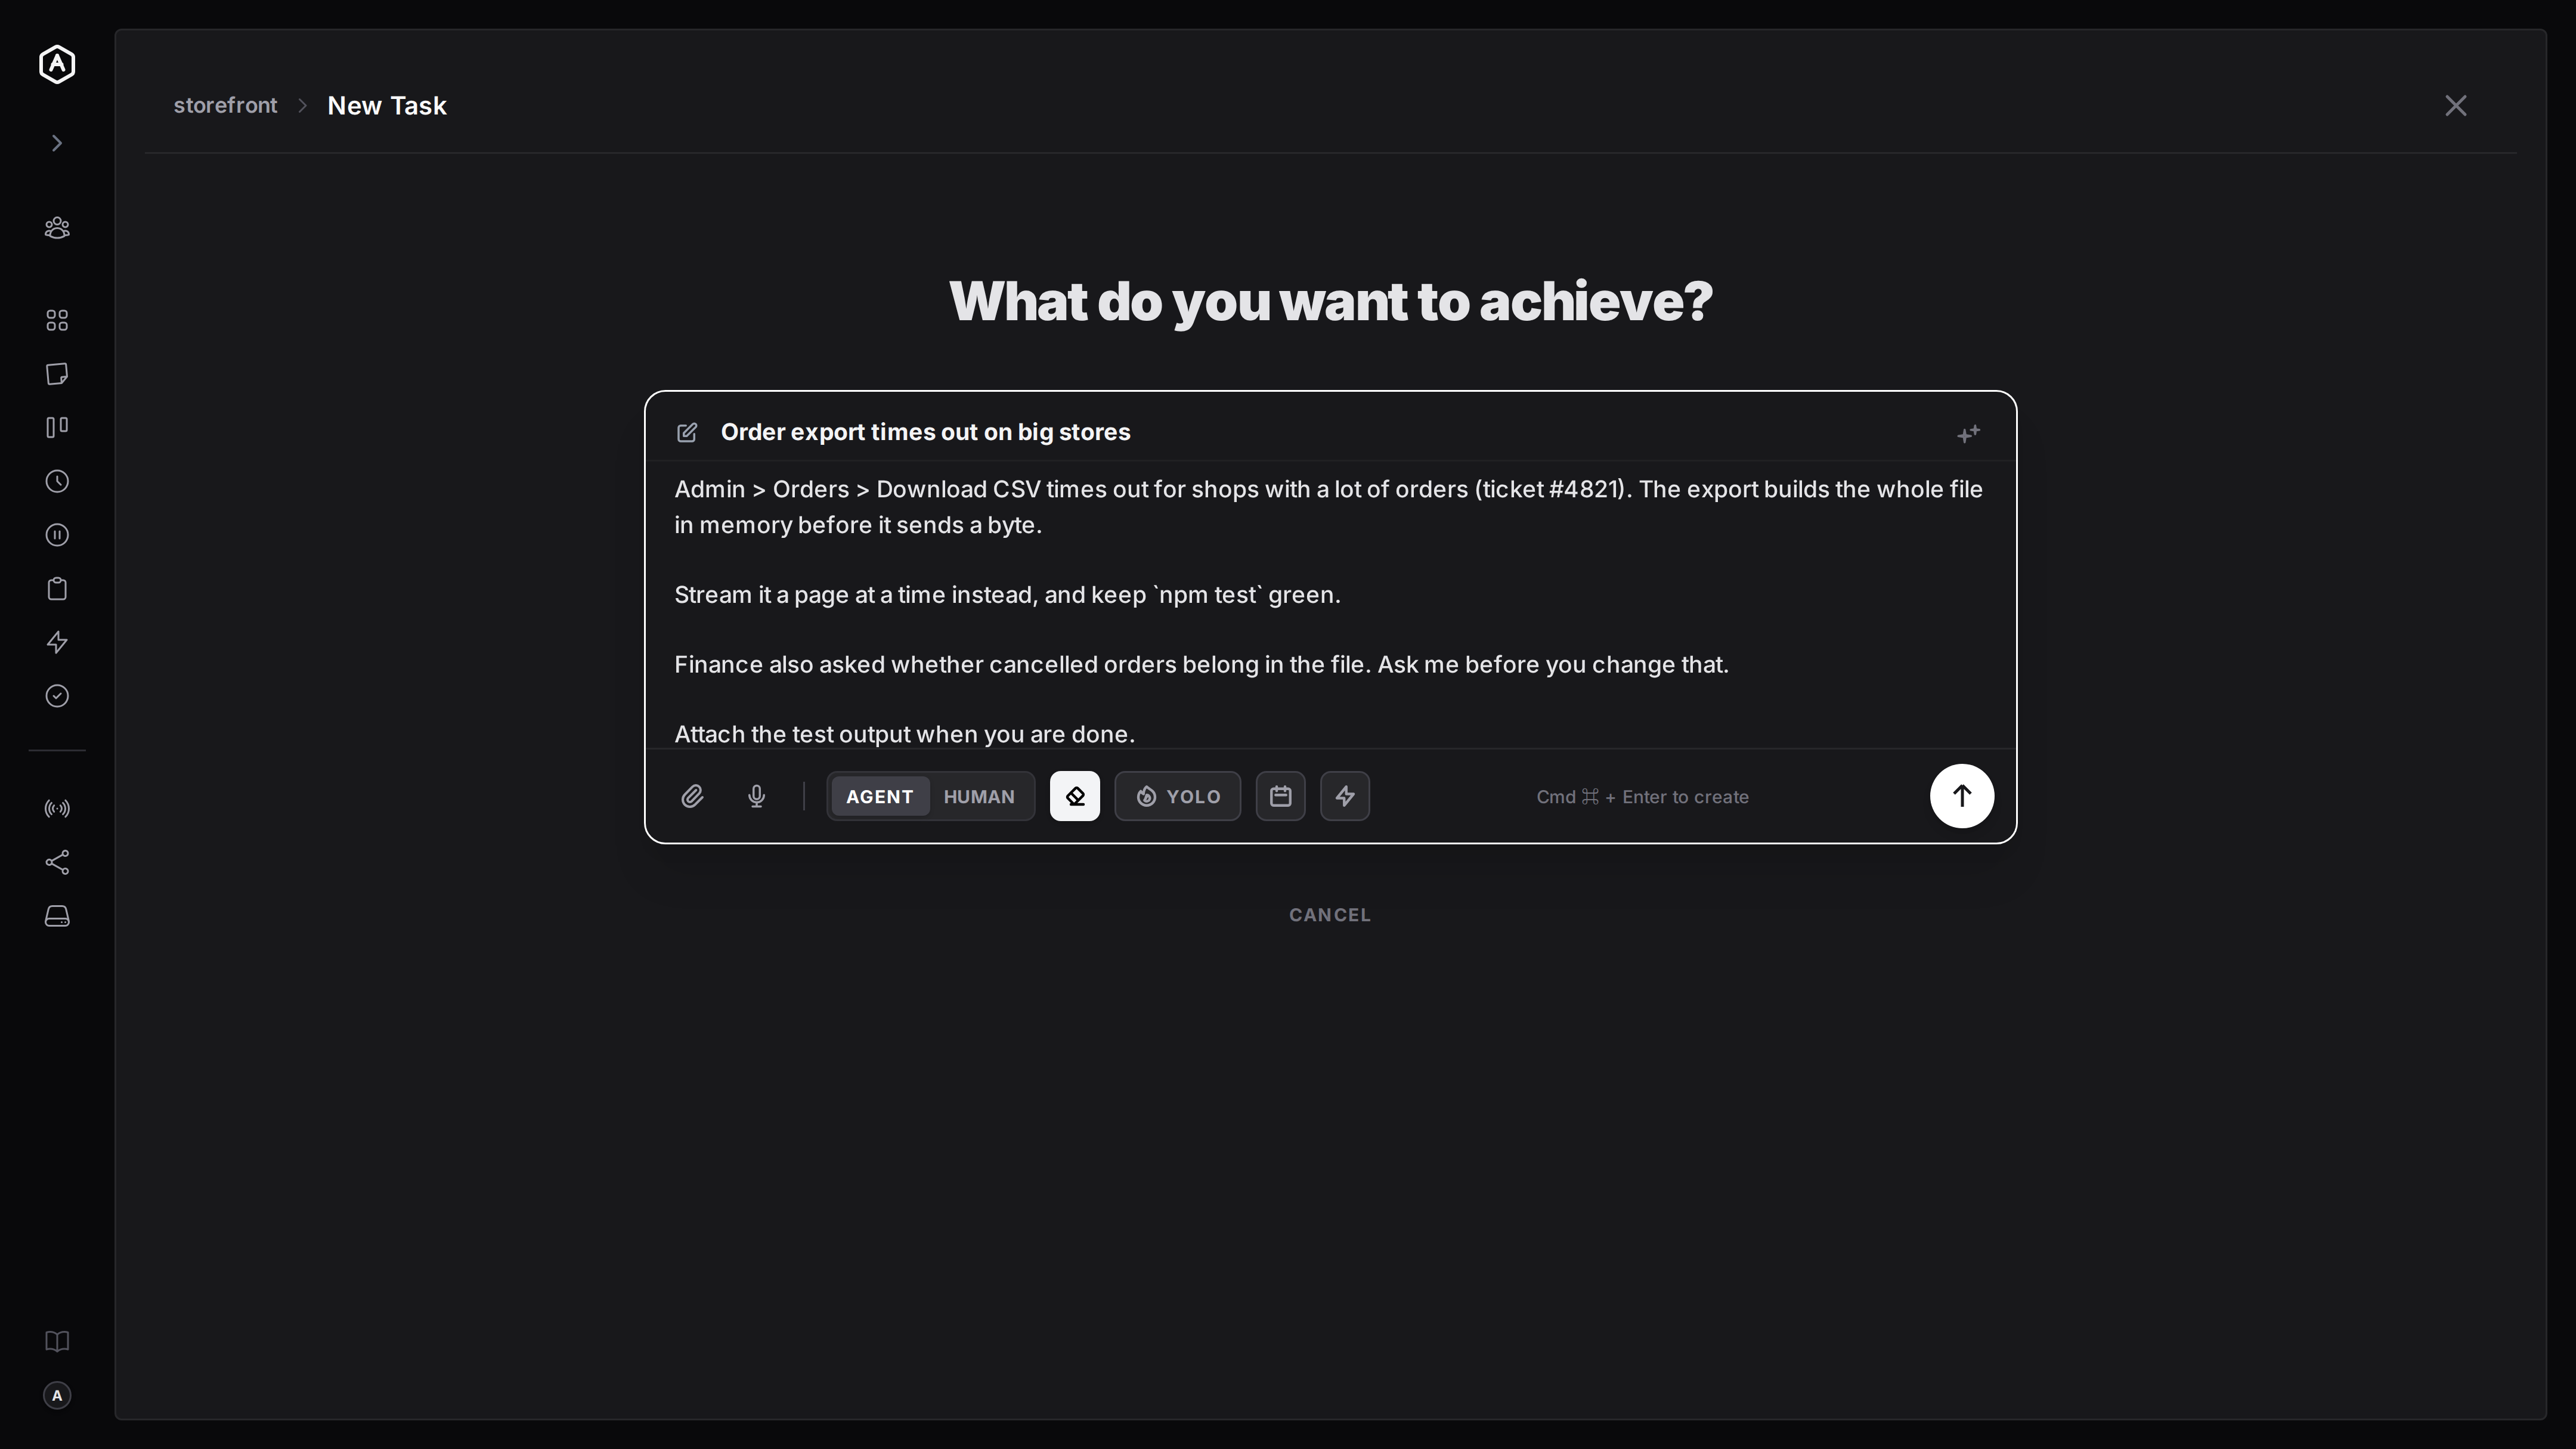 A
storefront
New Task
What do you want to achieve?
Order export times out on big stores
Admin > Orders > Download CSV times out for shops with a lot of orders (ticket #4821). The export builds the whole file
in memory before it sends a byte.
Stream it a page at a time instead, and keep `npm test` green.
Finance also asked whether cancelled orders belong in the file. Ask me before you change that.
Attach the test output when you are done.
AGENT HUMAN YOLO Cmd ⌘ + Enter to create
CANCEL
A